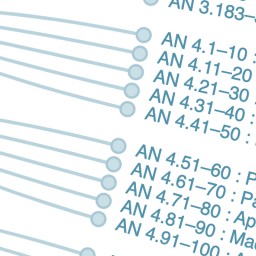 AN 3.183–
AN 4.1–10 :
AN 4.11–20
AN 4.21–30
AN 4.31–40 :
AN 4.41–50 :
AN 4.51–60 : P
AN 4.61–70 : Pa
AN 4.71–80 : Ap
AN 4.81–90 : Ma
AN 4.91–100 :